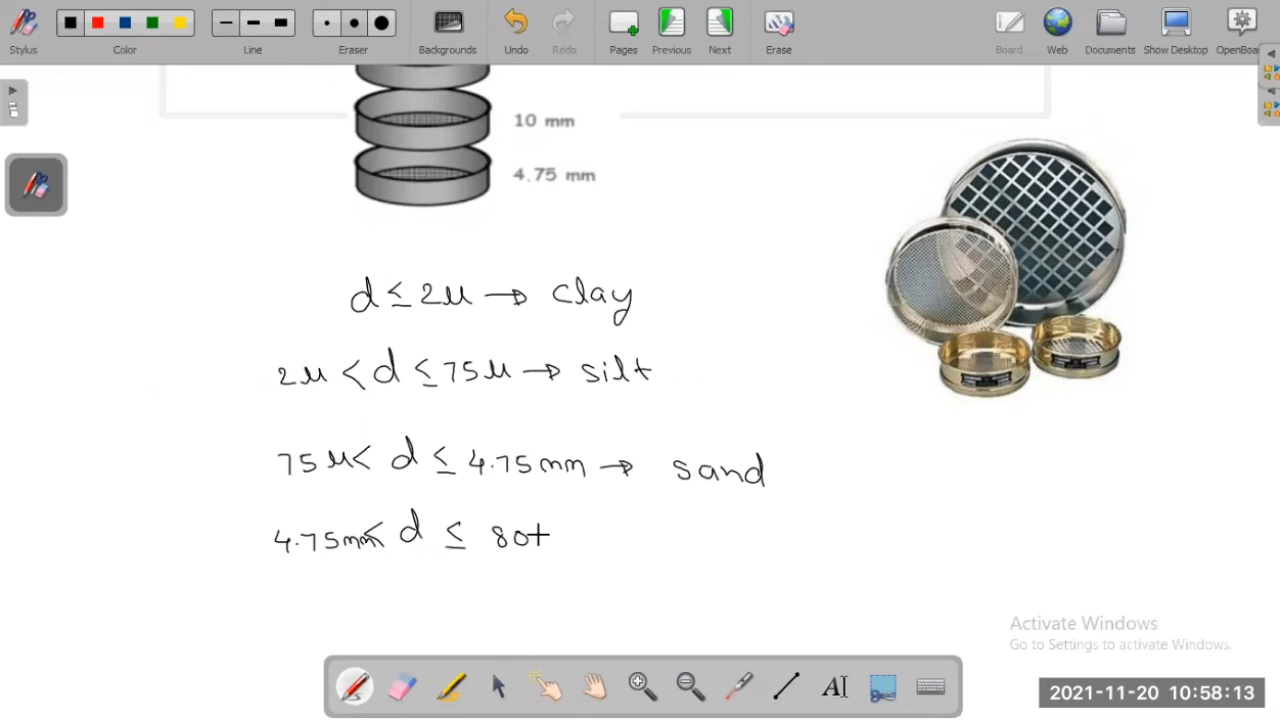 Stylus Color Line Eraser Backgrounds Undo Redo Pages Previous Next Erase Board Web Documents Show Desktop OpenBoa
10 mm
4.75 mm
d ≤ 2μ → clay
2μ < d ≤ 75μ → silt
75μ < d ≤ 4.75mm → sand
4.75mm < d ≤ 80+
Activate Windows
Go to Settings to activate Windows.
AI
2021-11-20 10:58:13